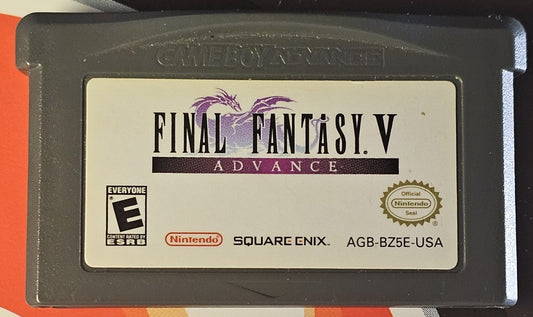 GAME BOY ADVANCE
FINAL FANTASY. V
ADVANCE
EVERYONE
E
CONTENT RATED BY
ESRB
Nintendo
SQUARE ENIX™
Official
Nintendo
Seal
AGB-BZ5E-USA